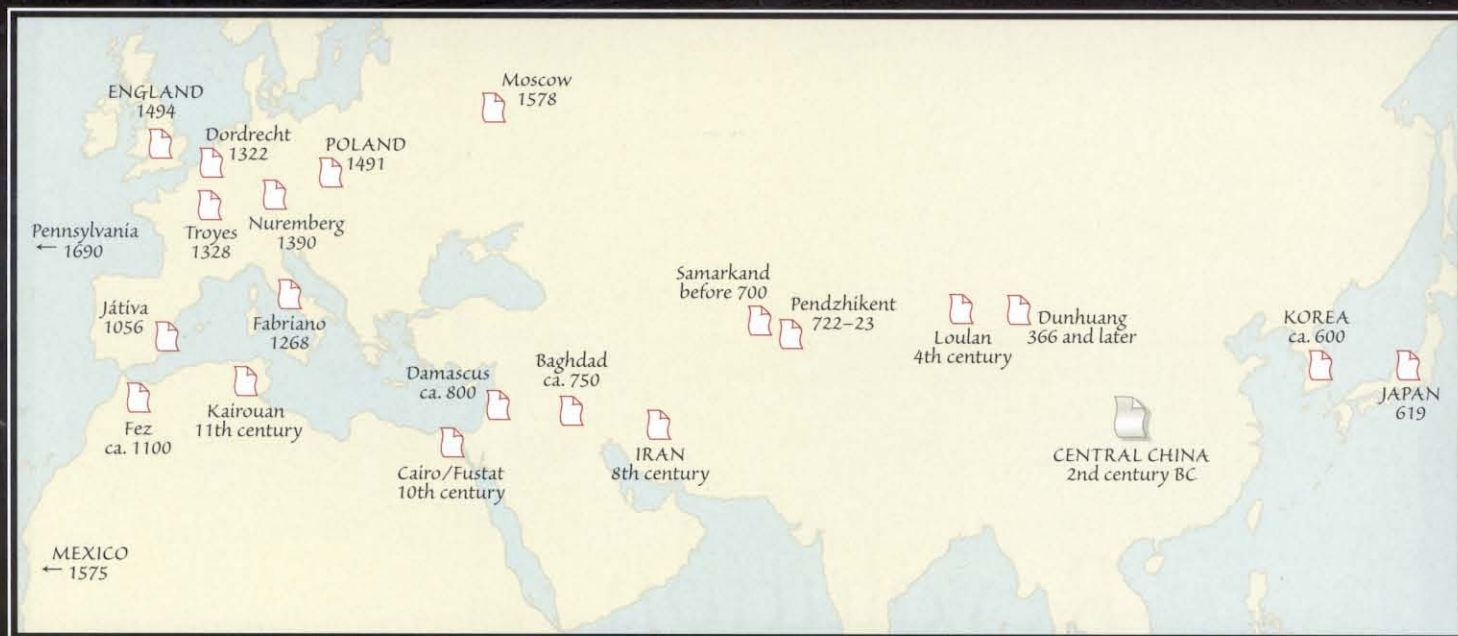 ENGLAND
1494
Dordrecht
1322
POLAND
1491
Moscow
1578
Pennsylvania
← 1690
Troyes
1328
Nuremberg
1390
Játiva
1056
Fabriano
1268
Fez
ca. 1100
Kairouan
11th century
Damascus
ca. 800
Baghdad
ca. 750
Cairo/Fustat
10th century
IRAN
8th century
Samarkand
before 700
Pendzhikent
722–23
Loulan
4th century
Dunhuang
366 and later
KOREA
ca. 600
JAPAN
619
CENTRAL CHINA
2nd century BC
MEXICO
← 1575